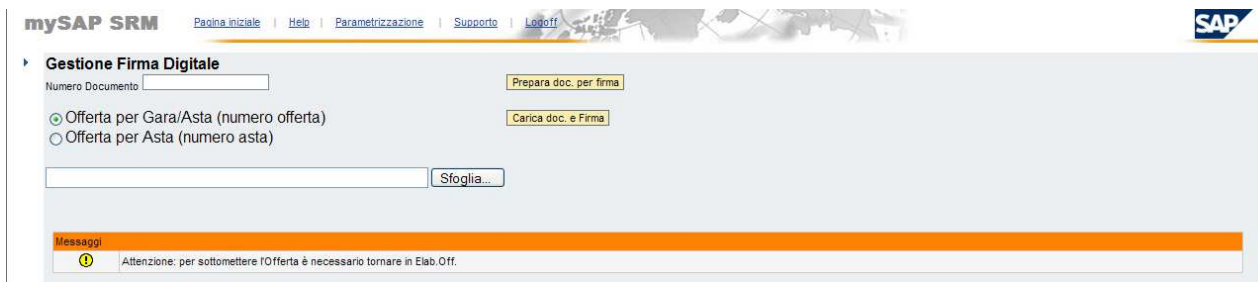 mySAP SRM Pagina iniziale | Help | Parametrizzazione | Supporto | Logoff SAP
Gestione Firma Digitale
Numero Documento Prepara doc. per firma
Offerta per Gara/Asta (numero offerta) Carica doc. e Firma
Offerta per Asta (numero asta)
Sfoglia...
Messaggi
Attenzione: per sottomettere l'Offerta è necessario tornare in Elab.Off.